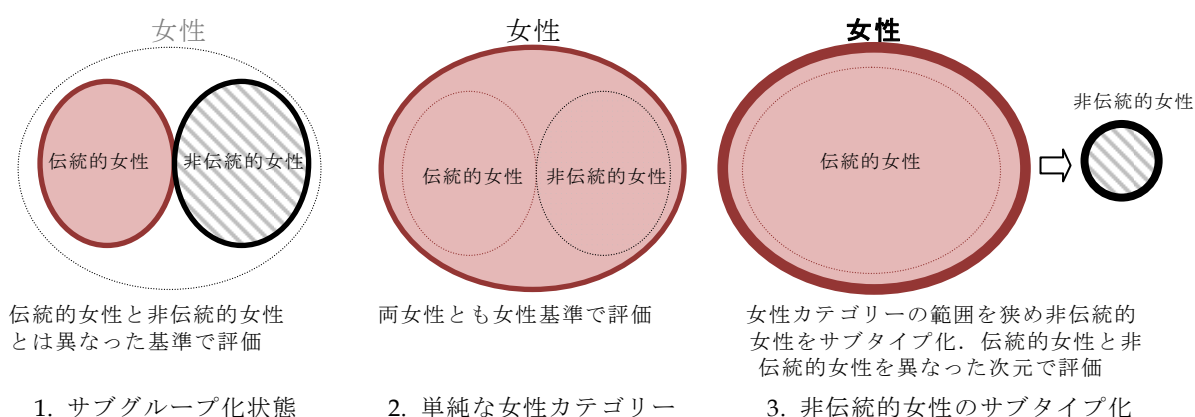 女性
伝統的女性
非伝統的女性
伝統的女性と非伝統的女性
とは異なった基準で評価
1. サブグループ化状態
女性
伝統的女性
非伝統的女性
両女性とも女性基準で評価
2. 単純な女性カテゴリー
女性
伝統的女性
非伝統的女性
女性カテゴリーの範囲を狭め非伝統的
女性をサブタイプ化．伝統的女性と非
伝統的女性を異なった次元で評価
3. 非伝統的女性のサブタイプ化